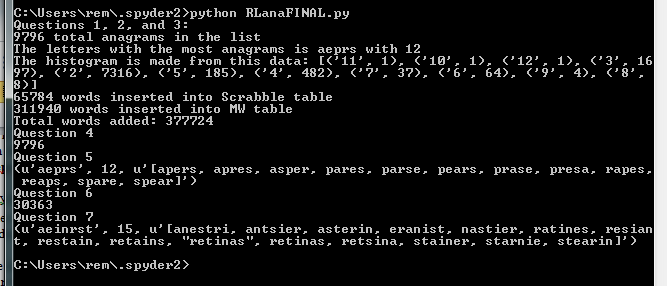 C:\Users\rem\.spyder2>python RLanaFINAL.py
Questions 1, 2, and 3:
9796 total anagrams in the list
The letters with the most anagrams is aeprs with 12
The histogram is made from this data: [('11', 1), ('10', 1), ('12', 1), ('3', 16
97), ('2', 7316), ('5', 185), ('4', 482), ('7', 37), ('6', 64), ('9', 4), ('8',
8)]
65784 words inserted into Scrabble table
311940 words inserted into MW table
Total words added: 377724
Question 4
9796
Question 5
(u'aeprs', 12, u'[apers, apres, asper, pares, parse, pears, prase, presa, rapes,
 reaps, spare, spear]')
Question 6
30363
Question 7
(u'aeinrst', 15, u'[anestri, antsier, asterin, eranist, nastier, ratines, resian
t, restain, retains, "retinas", retinas, retsina, stainer, starnie, stearin]')
C:\Users\rem\.spyder2>